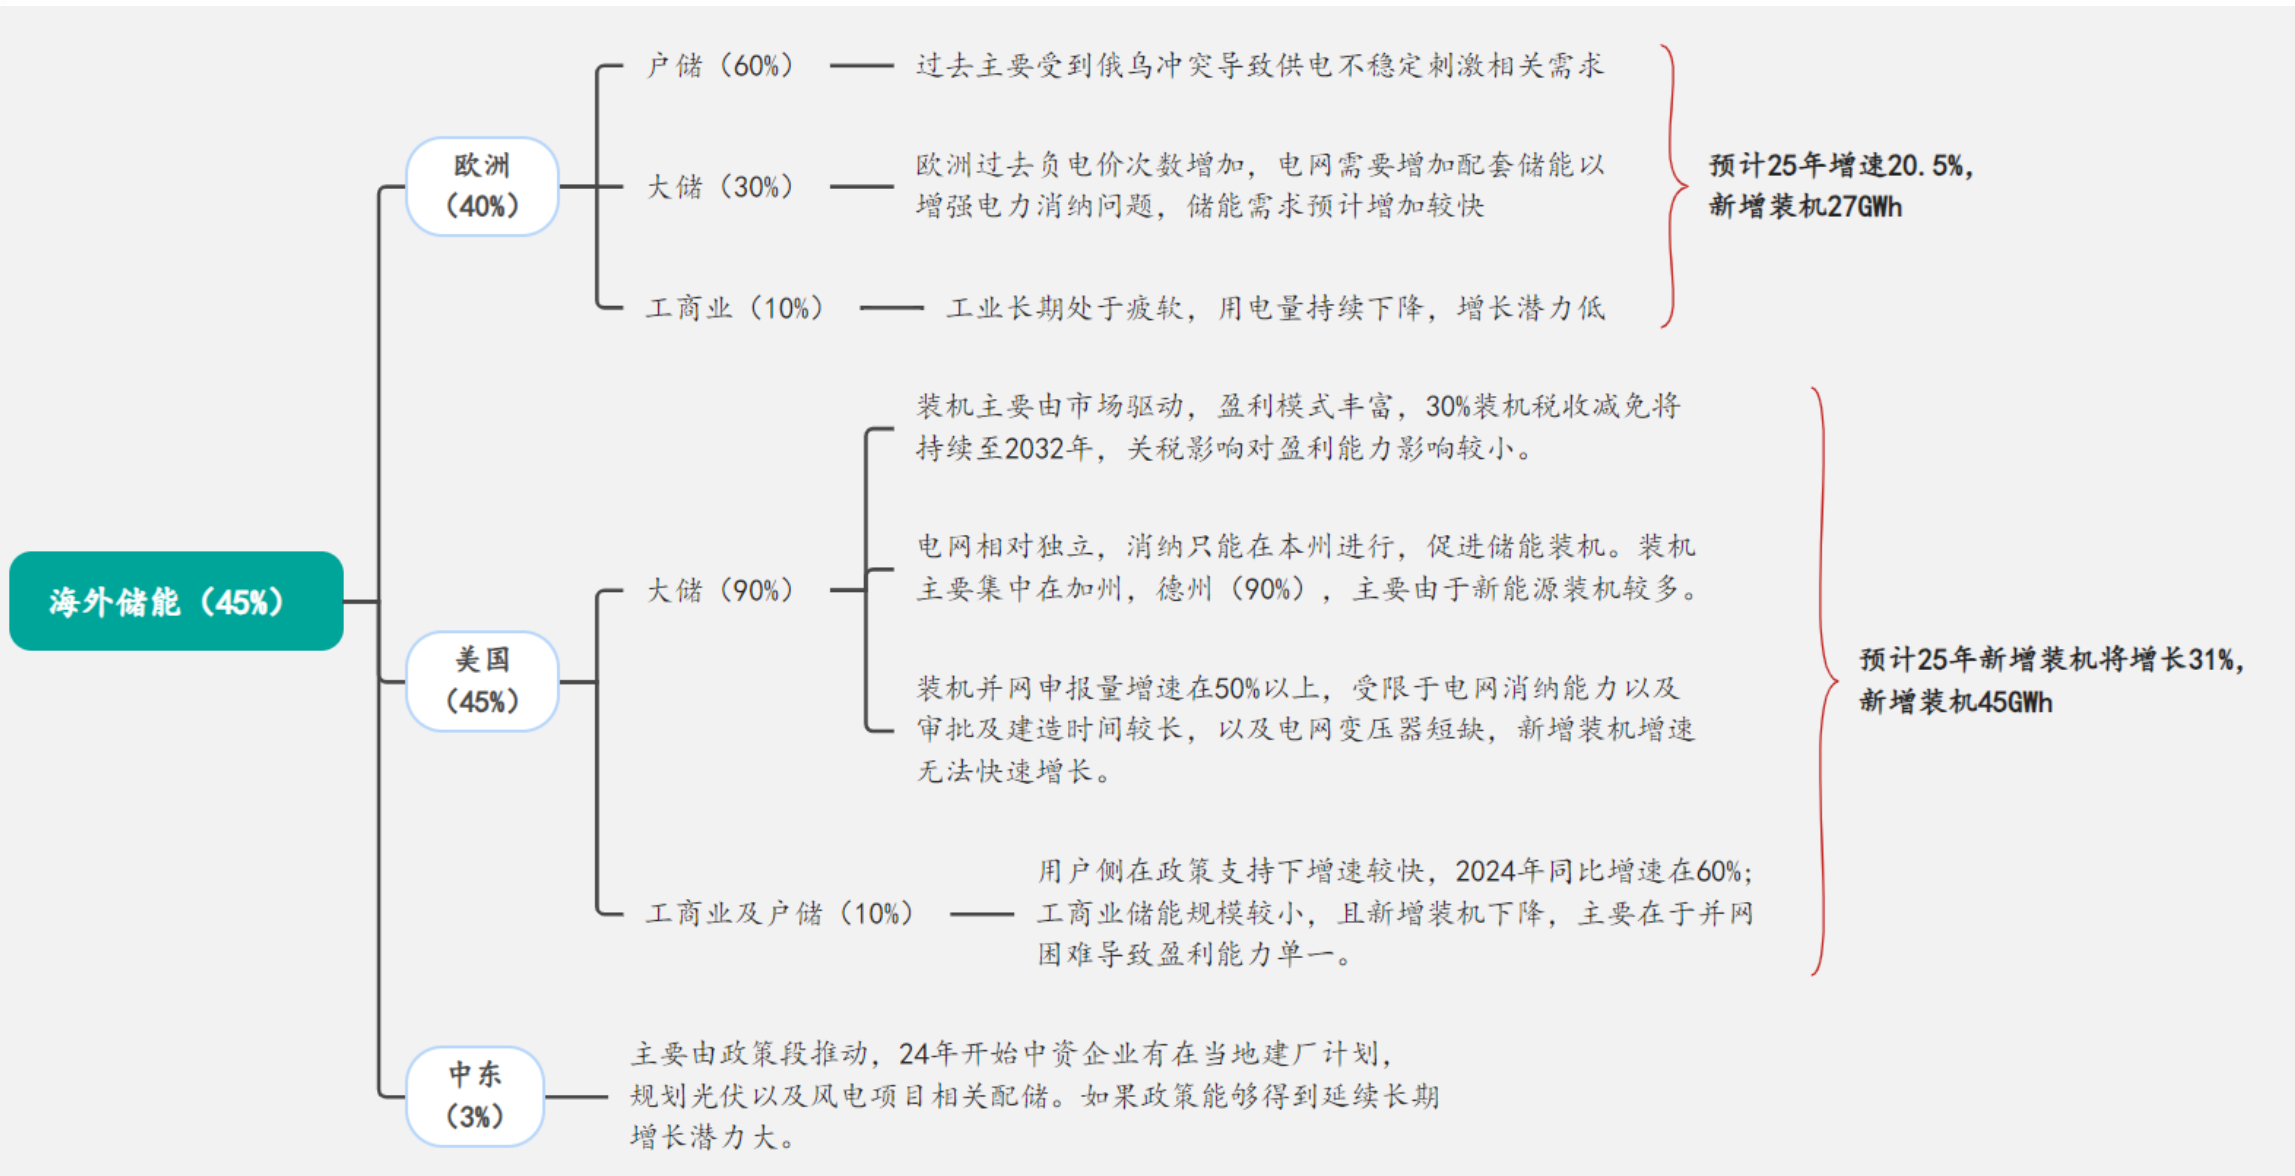 海外储能（45%）
欧洲
（40%）
户储（60%）
过去主要受到俄乌冲突导致供电不稳定刺激相关需求
大储（30%）
欧洲过去负电价次数增加，电网需要增加配套储能以
增强电力消纳问题，储能需求预计增加较快
工商业（10%）
工业长期处于疲软，用电量持续下降，增长潜力低
预计25年增速20.5%，
新增装机27GWh
美国
（45%）
大储（90%）
装机主要由市场驱动，盈利模式丰富，30%装机税收减免将
持续至2032年，关税影响对盈利能力影响较小。
电网相对独立，消纳只能在本州进行，促进储能装机。装机
主要集中在加州，德州（90%），主要由于新能源装机较多。
装机并网申报量增速在50%以上，受限于电网消纳能力以及
审批及建造时间较长，以及电网变压器短缺，新增装机增速
无法快速增长。
工商业及户储（10%）
用户侧在政策支持下增速较快，2024年同比增速在60%；
工商业储能规模较小，且新增装机下降，主要在于并网
困难导致盈利能力单一。
预计25年新增装机将增长31%，
新增装机45GWh
中东
（3%）
主要由政策段推动，24年开始中资企业有在当地建厂计划，
规划光伏以及风电项目相关配储。如果政策能够得到延续长期
增长潜力大。